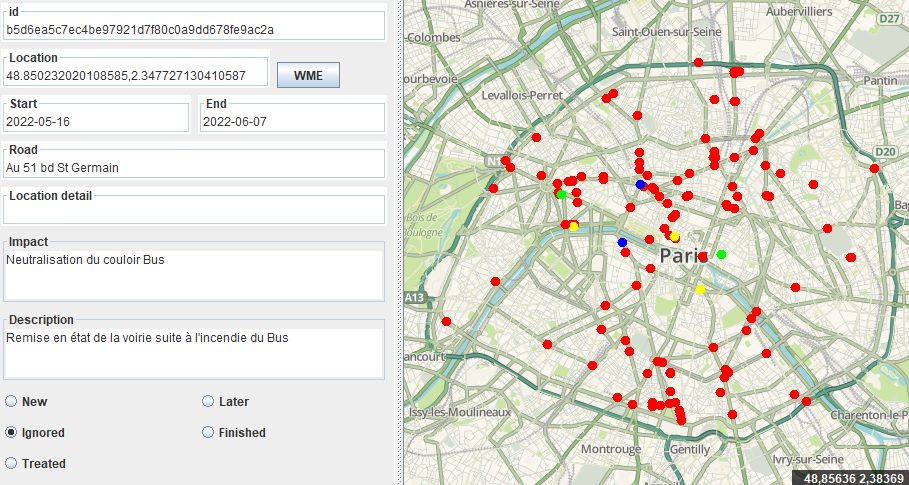 id
b5d6ea5c7ec4be97921d7f80c0a9dd678fe9ac2a
Location
48.850232020108585,2.347727130410587
WME
Start
2022-05-16
End
2022-06-07
Road
Au 51 bd St Germain
Location detail
Impact
Neutralisation du couloir Bus
Description
Remise en état de la voirie suite à l'incendie du Bus
New
Later
Ignored
Finished
Treated
Asnières-sur-Seine
Aubervilliers
D27
Colombes
Saint-Ouen-sur-Seine
Pantin
ourbevoie
Levallois-Perret
D20
N1
Bag
Bois de
Boulogne
Paris
A13
ancourt
Issy-les-Moulineaux
Charenton-le-P
Montrouge
Gentilly
Ivry-sur-Seine
48,85636 2,38369